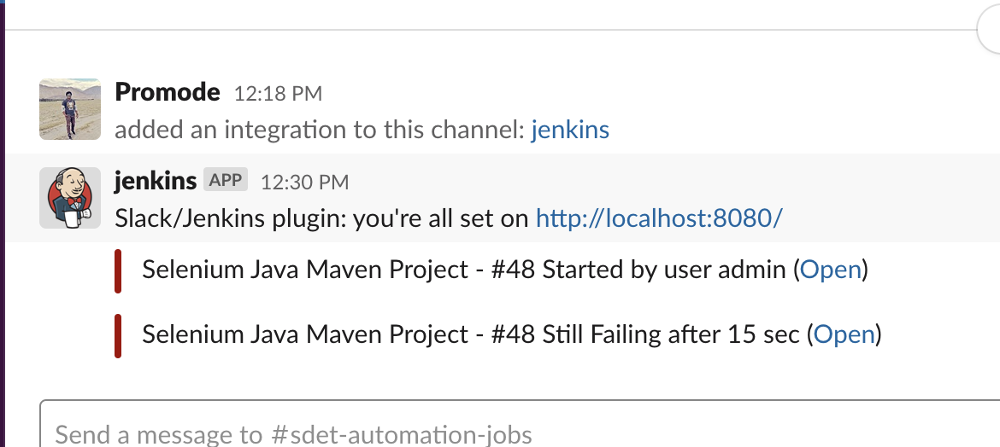 Promode 12:18 PM
added an integration to this channel: jenkins
jenkins APP 12:30 PM
Slack/Jenkins plugin: you're all set on http://localhost:8080/
Selenium Java Maven Project - #48 Started by user admin (Open)
Selenium Java Maven Project - #48 Still Failing after 15 sec (Open)
Send a message to #sdet-automation-jobs